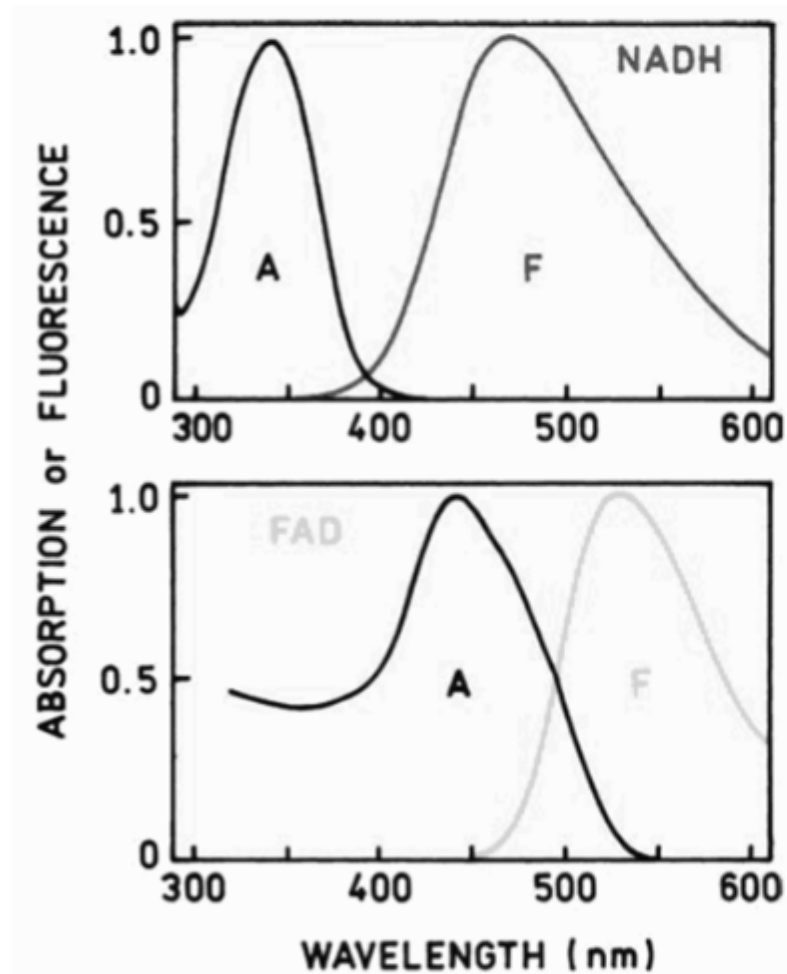 ABSORPTION or FLUORESCENCE
1.0
0.5
0
NADH
A
F
300 400 500 600
1.0
0.5
0
FAD
A
F
300 400 500 600
WAVELENGTH (nm)